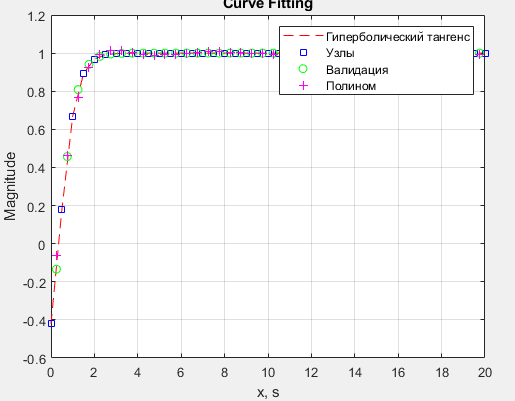 Curve Fitting
1.2
1
0.8
0.6
0.4
0.2
0
-0.2
-0.4
-0.6
Magnitude
Гиперболический тангенс
Узлы
Валидация
Полином
0 2 4 6 8 10 12 14 16 18 20
x, s